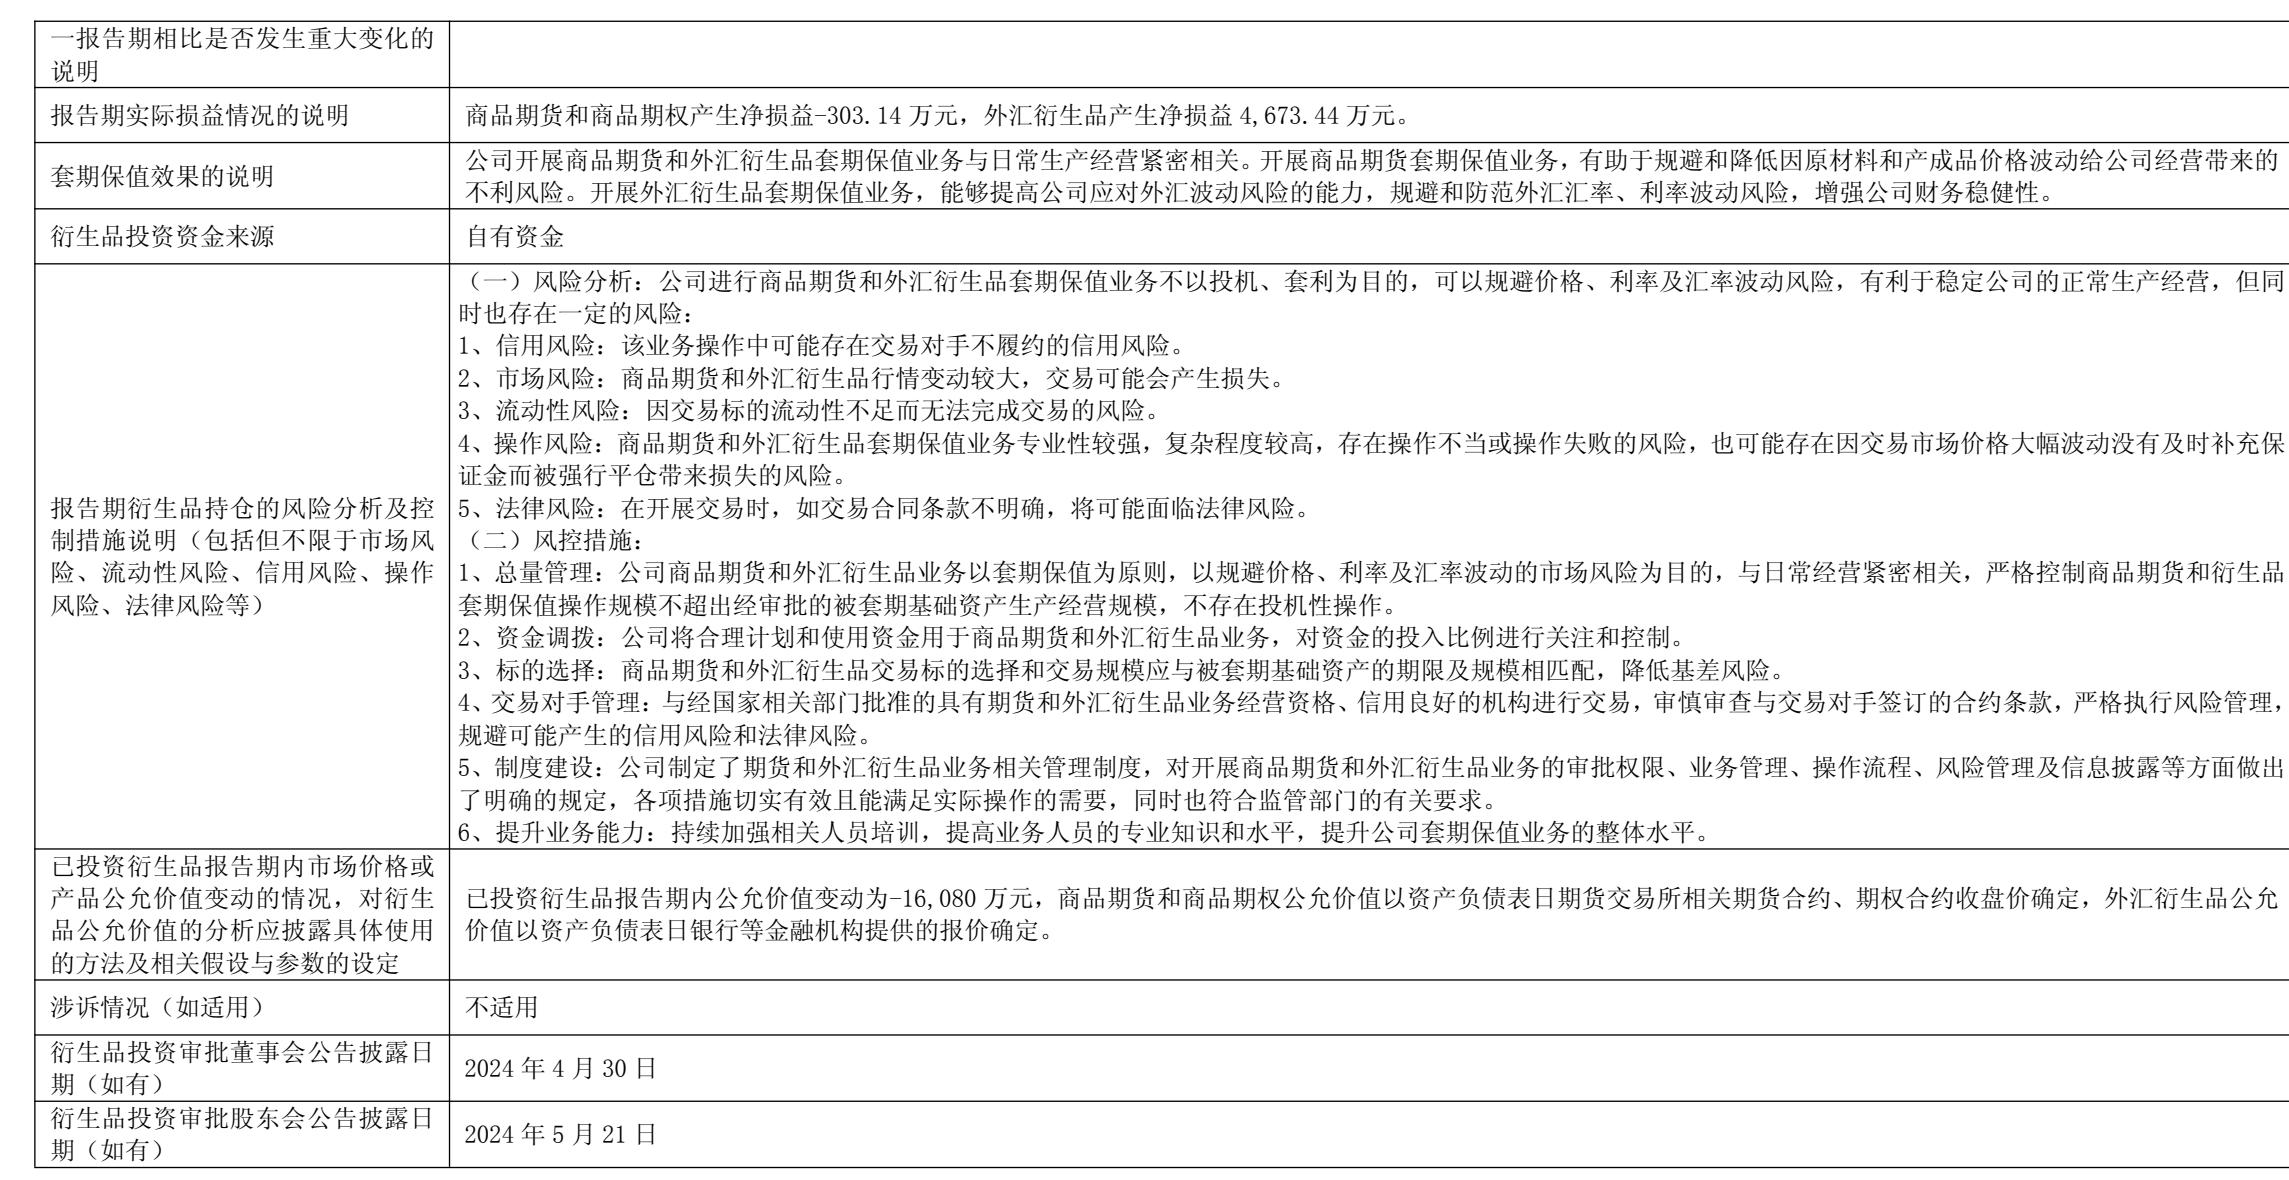 一报告期相比是否发生重大变化的
说明
报告期实际损益情况的说明
商品期货和商品期权产生净损益-303.14 万元，外汇衍生品产生净损益 4,673.44 万元。
套期保值效果的说明
公司开展商品期货和外汇衍生品套期保值业务与日常生产经营紧密相关。开展商品期货套期保值业务，有助于规避和降低因原材料和产成品价格波动给公司经营带来的
不利风险。开展外汇衍生品套期保值业务，能够提高公司应对外汇波动风险的能力，规避和防范外汇汇率、利率波动风险，增强公司财务稳健性。
衍生品投资资金来源
自有资金
报告期衍生品持仓的风险分析及控
制措施说明（包括但不限于市场风
险、流动性风险、信用风险、操作
风险、法律风险等）
（一）风险分析：公司进行商品期货和外汇衍生品套期保值业务不以投机、套利为目的，可以规避价格、利率及汇率波动风险，有利于稳定公司的正常生产经营，但同
时也存在一定的风险：
1、信用风险：该业务操作中可能存在交易对手不履约的信用风险。
2、市场风险：商品期货和外汇衍生品行情变动较大，交易可能会产生损失。
3、流动性风险：因交易标的流动性不足而无法完成交易的风险。
4、操作风险：商品期货和外汇衍生品套期保值业务专业性较强，复杂程度较高，存在操作不当或操作失败的风险，也可能存在因交易市场价格大幅波动没有及时补充保
证金而被强行平仓带来损失的风险。
5、法律风险：在开展交易时，如交易合同条款不明确，将可能面临法律风险。
（二）风控措施：
1、总量管理：公司商品期货和外汇衍生品业务以套期保值为原则，以规避价格、利率及汇率波动的市场风险为目的，与日常经营紧密相关，严格控制商品期货和衍生品
套期保值操作规模不超出经审批的被套期基础资产生产经营规模，不存在投机性操作。
2、资金调拨：公司将合理计划和使用资金用于商品期货和外汇衍生品业务，对资金的投入比例进行关注和控制。
3、标的选择：商品期货和外汇衍生品交易标的选择和交易规模应与被套期基础资产的期限及规模相匹配，降低基差风险。
4、交易对手管理：与经国家相关部门批准的具有期货和外汇衍生品业务经营资格、信用良好的机构进行交易，审慎审查与交易对手签订的合约条款，严格执行风险管理，
规避可能产生的信用风险和法律风险。
5、制度建设：公司制定了期货和外汇衍生品业务相关管理制度，对开展商品期货和外汇衍生品业务的审批权限、业务管理、操作流程、风险管理及信息披露等方面做出
了明确的规定，各项措施切实有效且能满足实际操作的需要，同时也符合监管部门的有关要求。
6、提升业务能力：持续加强相关人员培训，提高业务人员的专业知识和水平，提升公司套期保值业务的整体水平。
已投资衍生品报告期内市场价格或
产品公允价值变动的情况，对衍生
品公允价值的分析应披露具体使用
的方法及相关假设与参数的设定
已投资衍生品报告期内公允价值变动为-16,080 万元，商品期货和商品期权公允价值以资产负债表日期货交易所相关期货合约、期权合约收盘价确定，外汇衍生品公允
价值以资产负债表日银行等金融机构提供的报价确定。
涉诉情况（如适用）
不适用
衍生品投资审批董事会公告披露日
期（如有）
2024 年 4 月 30 日
衍生品投资审批股东会公告披露日
期（如有）
2024 年 5 月 21 日